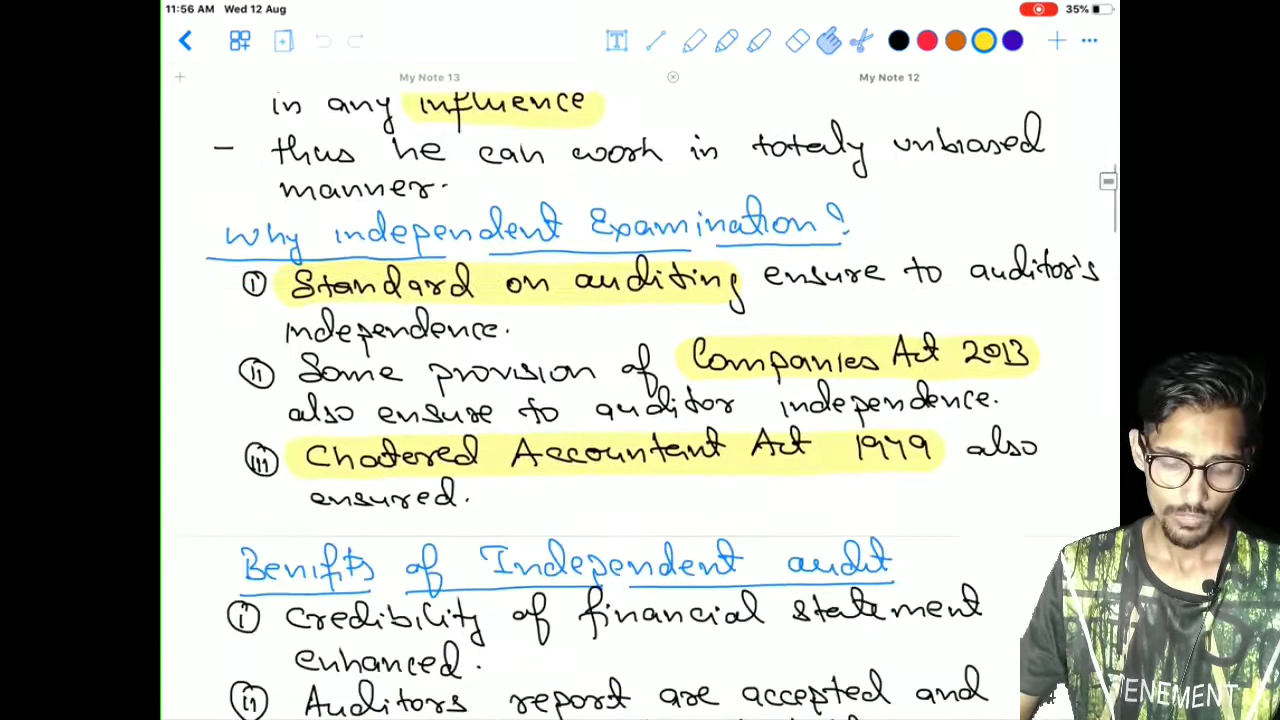 11:56 AM Wed 12 Aug 35%
My Note 13 My Note 12
in any influence
- thus he can work in totaly unbiased
manner.
Why independent Examination?
(i) Standard on auditing ensure to auditor's
independence.
(ii) Some provision of Companies Act 2013
also ensure to auditor independence.
(iii) Chatered Accountant Act 1949 also
ensured.
Benifits of Independent audit
(i) Credibility of financial statement
enhanced.
(ii) Auditors report are accepted and
TENEMENT